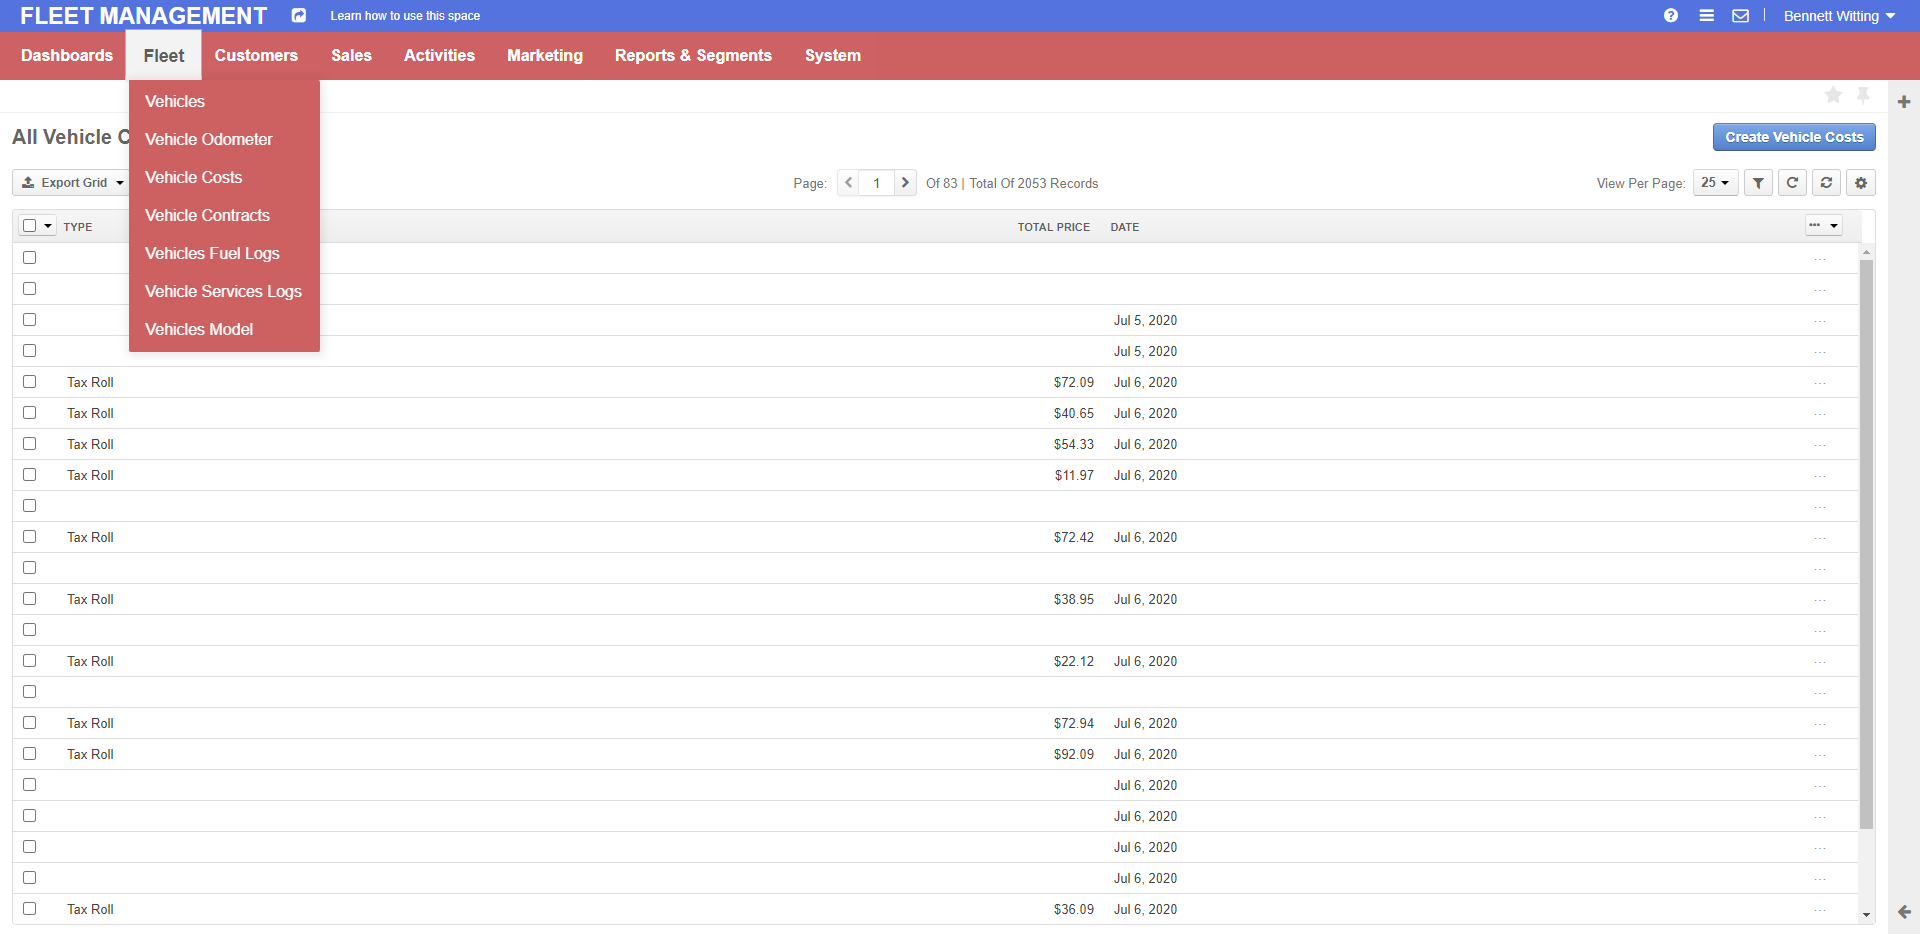 FLEET MANAGEMENT Learn how to use this space Bennett Witting
Dashboards Fleet Customers Sales Activities Marketing Reports & Segments System
Vehicles
Vehicle Odometer
Vehicle Costs
Vehicle Contracts
Vehicles Fuel Logs
Vehicle Services Logs
Vehicles Model
All Vehicle C
Create Vehicle Costs
Export Grid Page: 1 Of 83 | Total Of 2053 Records View Per Page: 25
TYPE TOTAL PRICE DATE
Jul 5, 2020
Jul 5, 2020
Tax Roll $72.09 Jul 6, 2020
Tax Roll $40.65 Jul 6, 2020
Tax Roll $54.33 Jul 6, 2020
Tax Roll $11.97 Jul 6, 2020
Tax Roll $72.42 Jul 6, 2020
Tax Roll $38.95 Jul 6, 2020
Tax Roll $22.12 Jul 6, 2020
Tax Roll $72.94 Jul 6, 2020
Tax Roll $92.09 Jul 6, 2020
Jul 6, 2020
Jul 6, 2020
Jul 6, 2020
Jul 6, 2020
Tax Roll $36.09 Jul 6, 2020